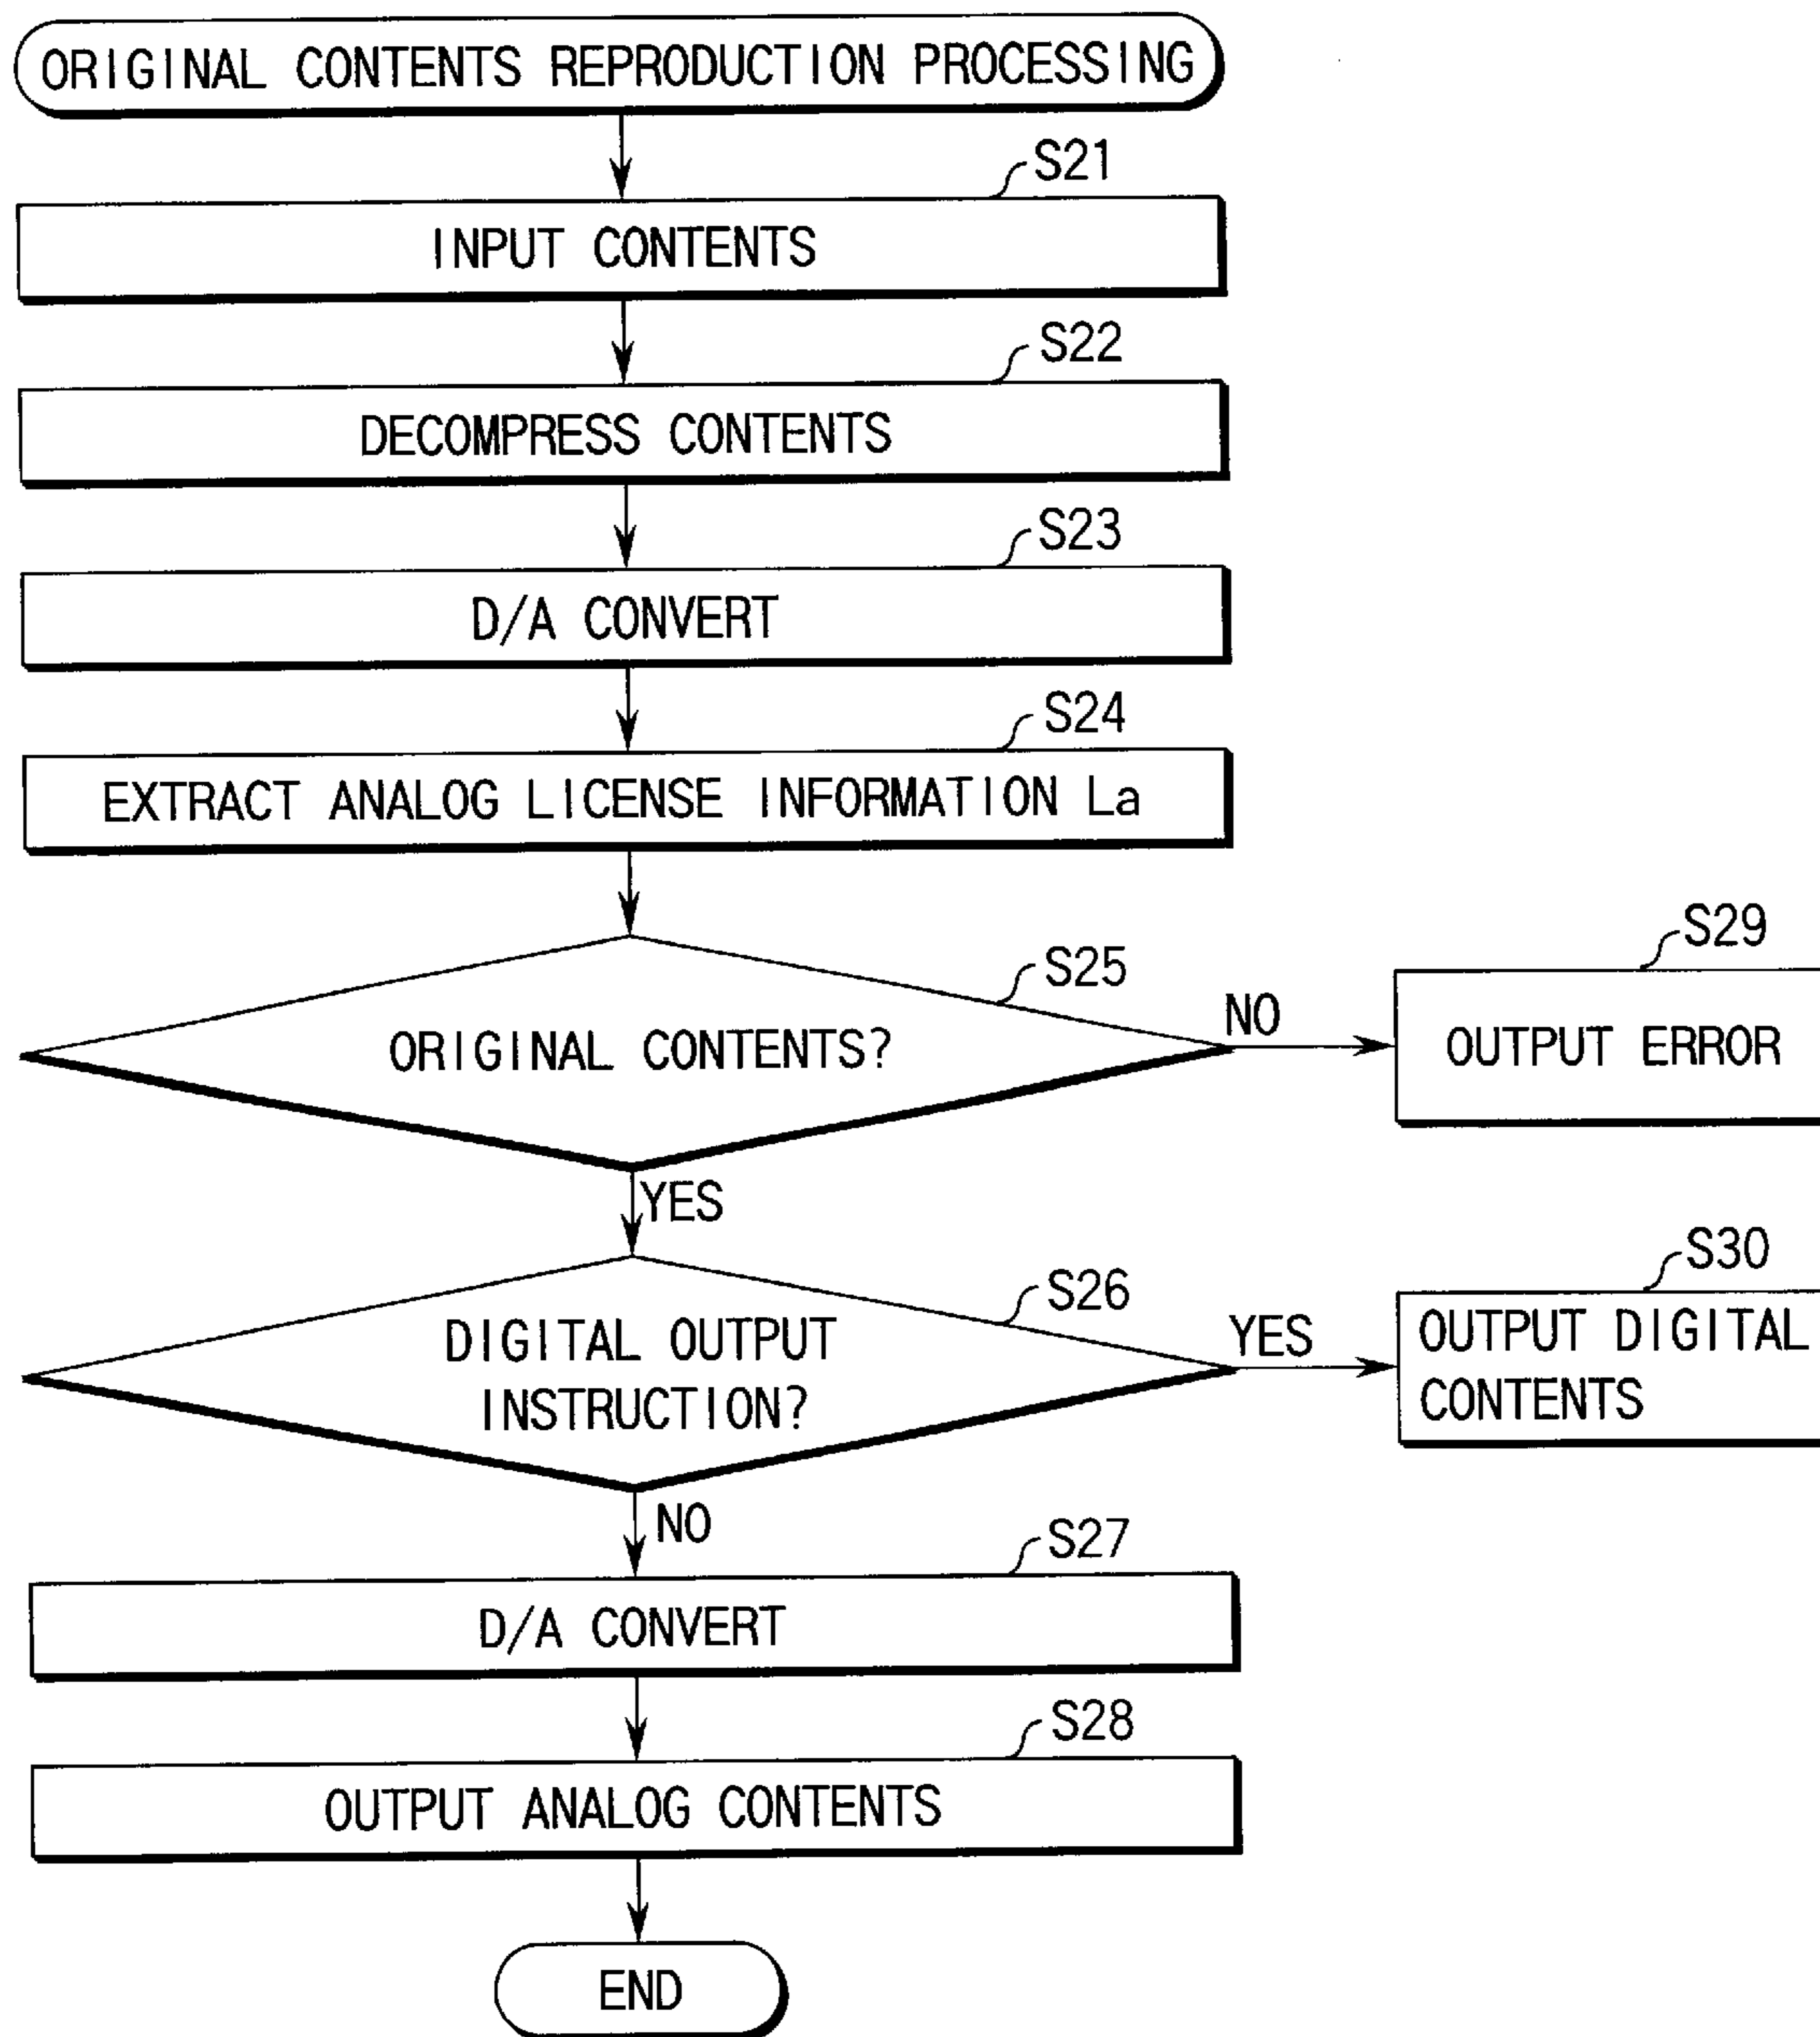 ORIGINAL CONTENTS REPRODUCTION PROCESSING
S21
INPUT CONTENTS
S22
DECOMPRESS CONTENTS
S23
D/A CONVERT
S24
EXTRACT ANALOG LICENSE INFORMATION La
S25
ORIGINAL CONTENTS?
NO
S29
OUTPUT ERROR
YES
S26
DIGITAL OUTPUT
INSTRUCTION?
YES
S30
OUTPUT DIGITAL
CONTENTS
NO
S27
D/A CONVERT
S28
OUTPUT ANALOG CONTENTS
END